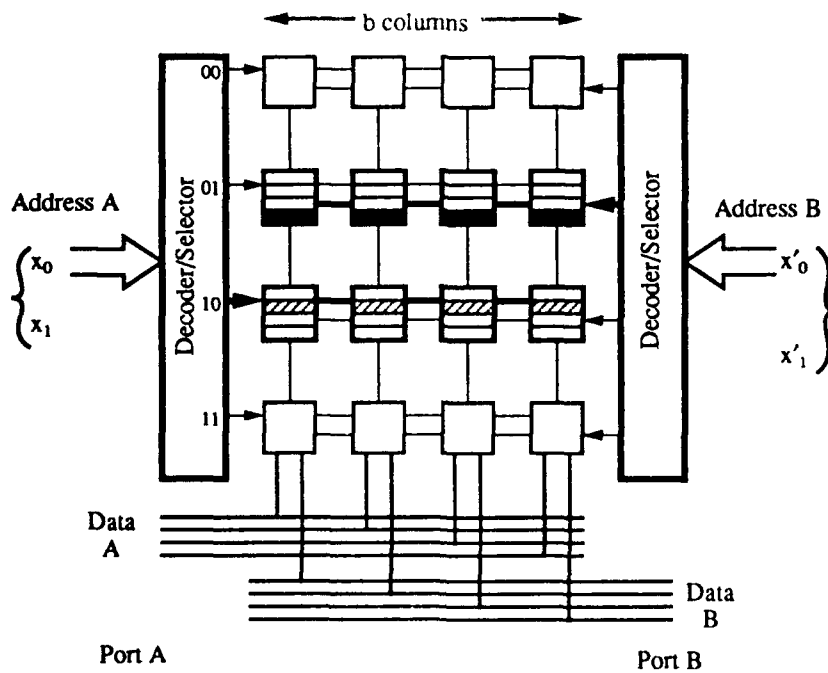 b columns
00
01
10
11
Decoder/Selector
Decoder/Selector
Address A
x₀
x₁
Address B
x'₀
x'₁
Data
A
Data
B
Port A
Port B